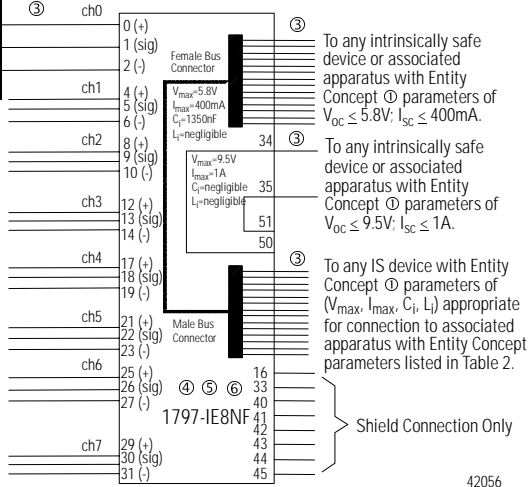 ③
ch0
0 (+)
1 (sig)
2 (-)
ch1
4 (+)
5 (sig)
6 (-)
ch2
8 (+)
9 (sig)
10 (-)
ch3
12 (+)
13 (sig)
14 (-)
ch4
17 (+)
18 (sig)
19 (-)
ch5
21 (+)
22 (sig)
23 (-)
ch6
25 (+)
26 (sig)
27 (-)
ch7
29 (+)
30 (sig)
31 (-)
Female Bus
Connector
Vmax=5.8V
Imax=400mA
Ci=1350nF
Li=negligible
Vmax=9.5V
Imax=1A
Ci=negligible
Li=negligible
34
35
51
50
Male Bus
Connector
④ ⑤ ⑥
1797-IE8NF
16
33
40
41
42
43
44
45
③
To any intrinsically safe
device or associated
apparatus with Entity
Concept ① parameters of
Voc ≤ 5.8V; Isc ≤ 400mA.
③
To any intrinsically safe
device or associated
apparatus with Entity
Concept ① parameters of
Voc ≤ 9.5V; Isc ≤ 1A.
③
To any IS device with Entity
Concept ① parameters of
(Vmax, Imax, Ci, Li) appropriate
for connection to associated
apparatus with Entity Concept
parameters listed in Table 2.
Shield Connection Only
42056